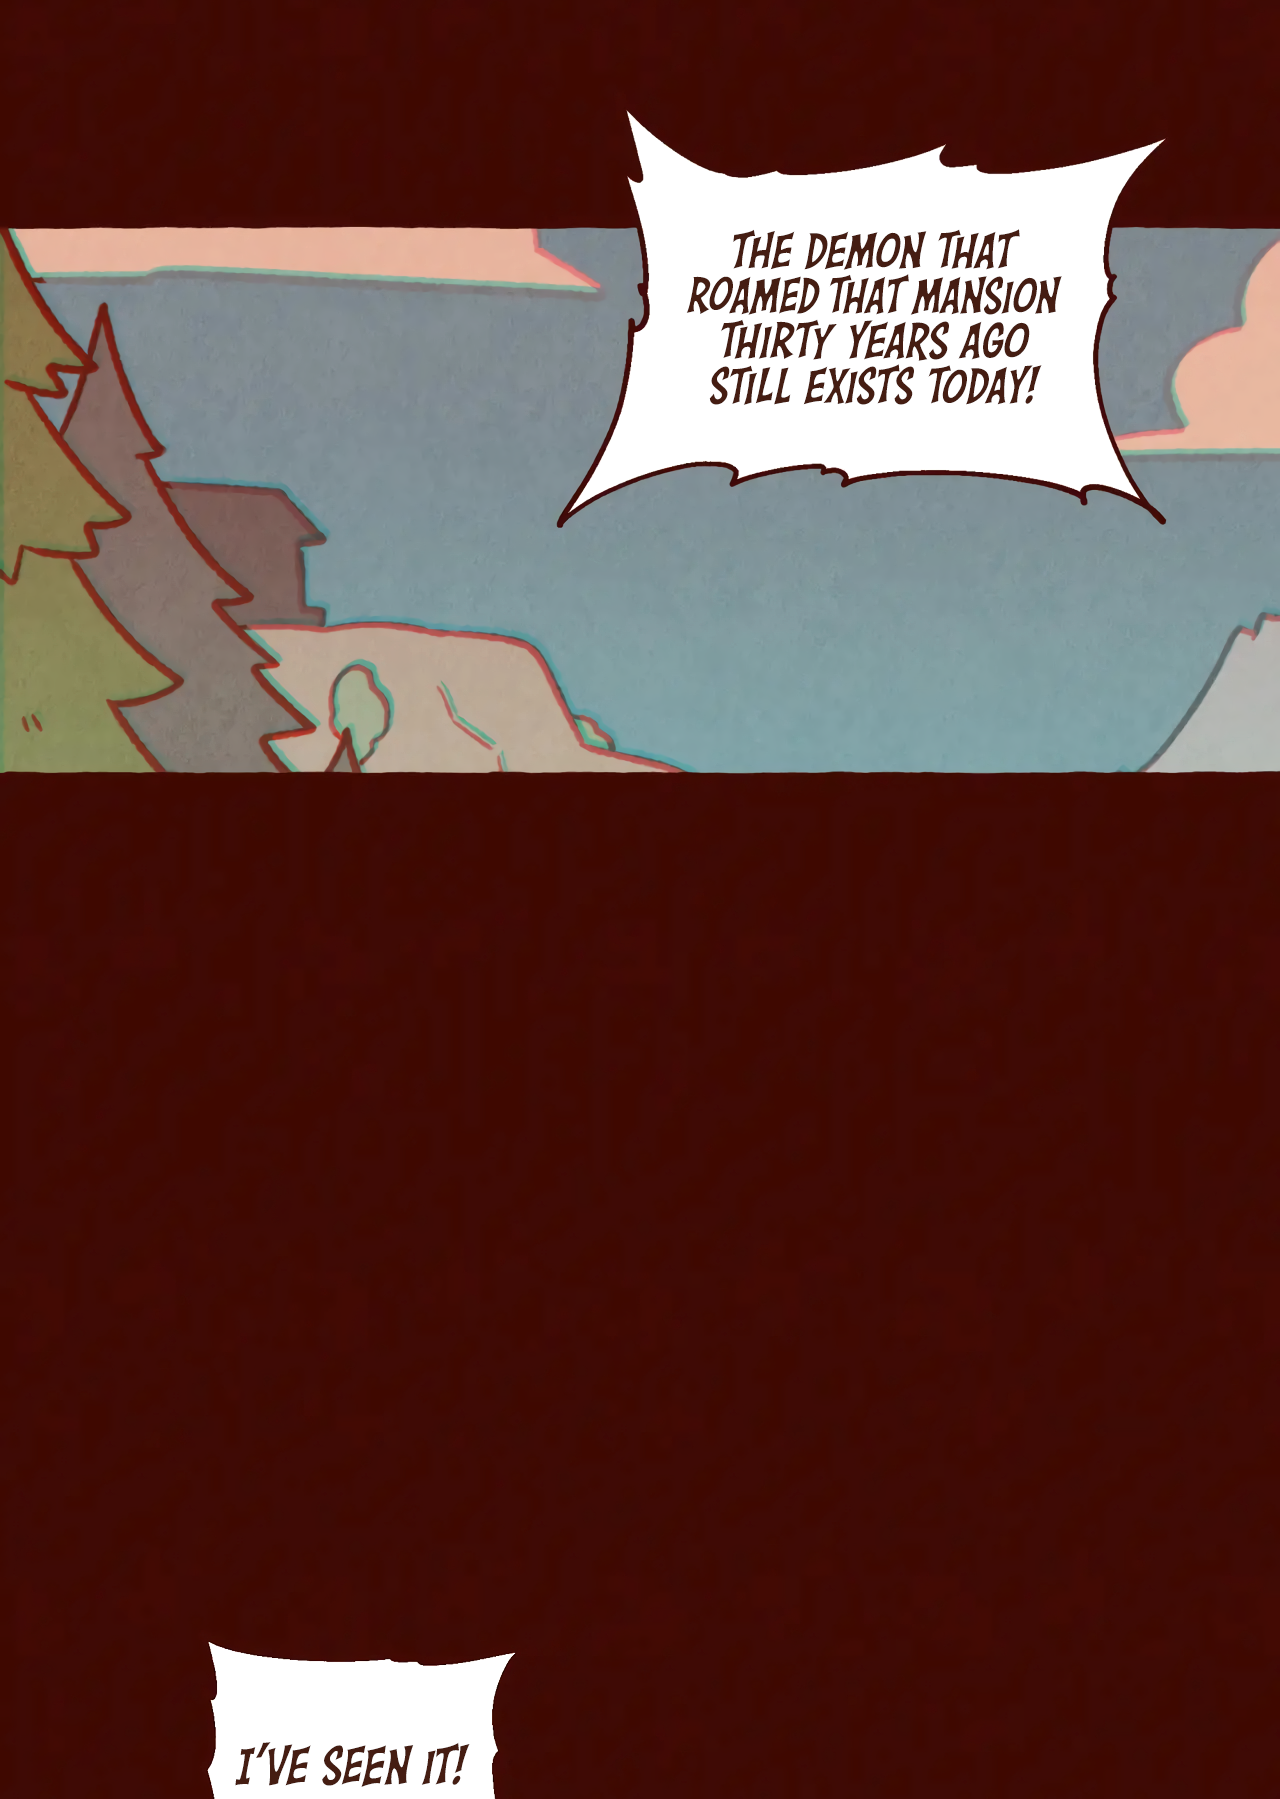 THE DEMON THAT
ROAMED THAT MANSION
THIRTY YEARS AGO
STILL EXISTS TODAY!
I'VE SEEN IT!